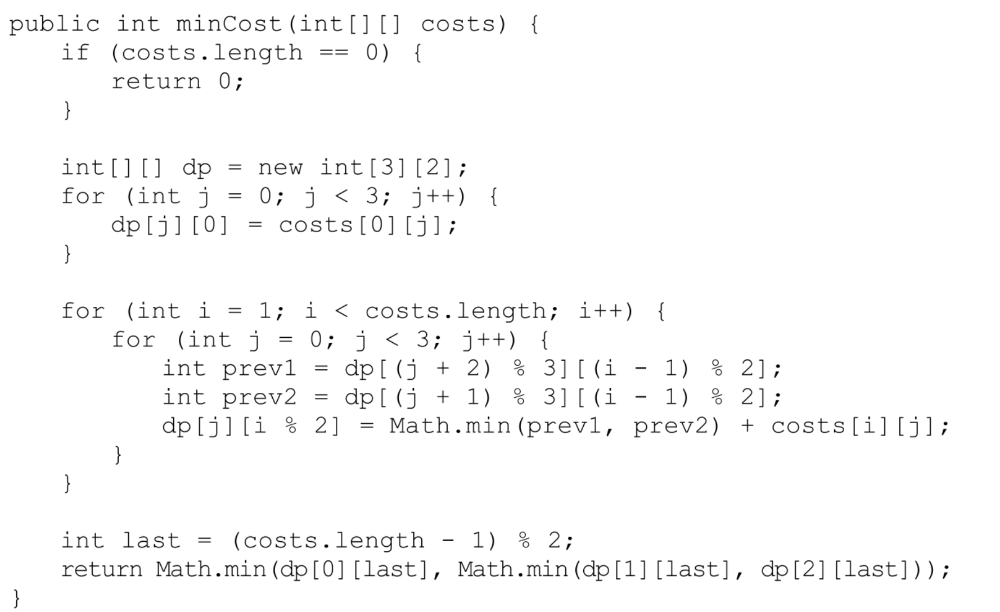 public int minCost(int[][] costs) {
    if (costs.length == 0) {
        return 0;
    }

    int[][] dp = new int[3][2];
    for (int j = 0; j < 3; j++) {
        dp[j][0] = costs[0][j];
    }

    for (int i = 1; i < costs.length; i++) {
        for (int j = 0; j < 3; j++) {
            int prev1 = dp[(j + 2) % 3][(i - 1) % 2];
            int prev2 = dp[(j + 1) % 3][(i - 1) % 2];
            dp[j][i % 2] = Math.min(prev1, prev2) + costs[i][j];
        }
    }

    int last = (costs.length - 1) % 2;
    return Math.min(dp[0][last], Math.min(dp[1][last], dp[2][last]));
}